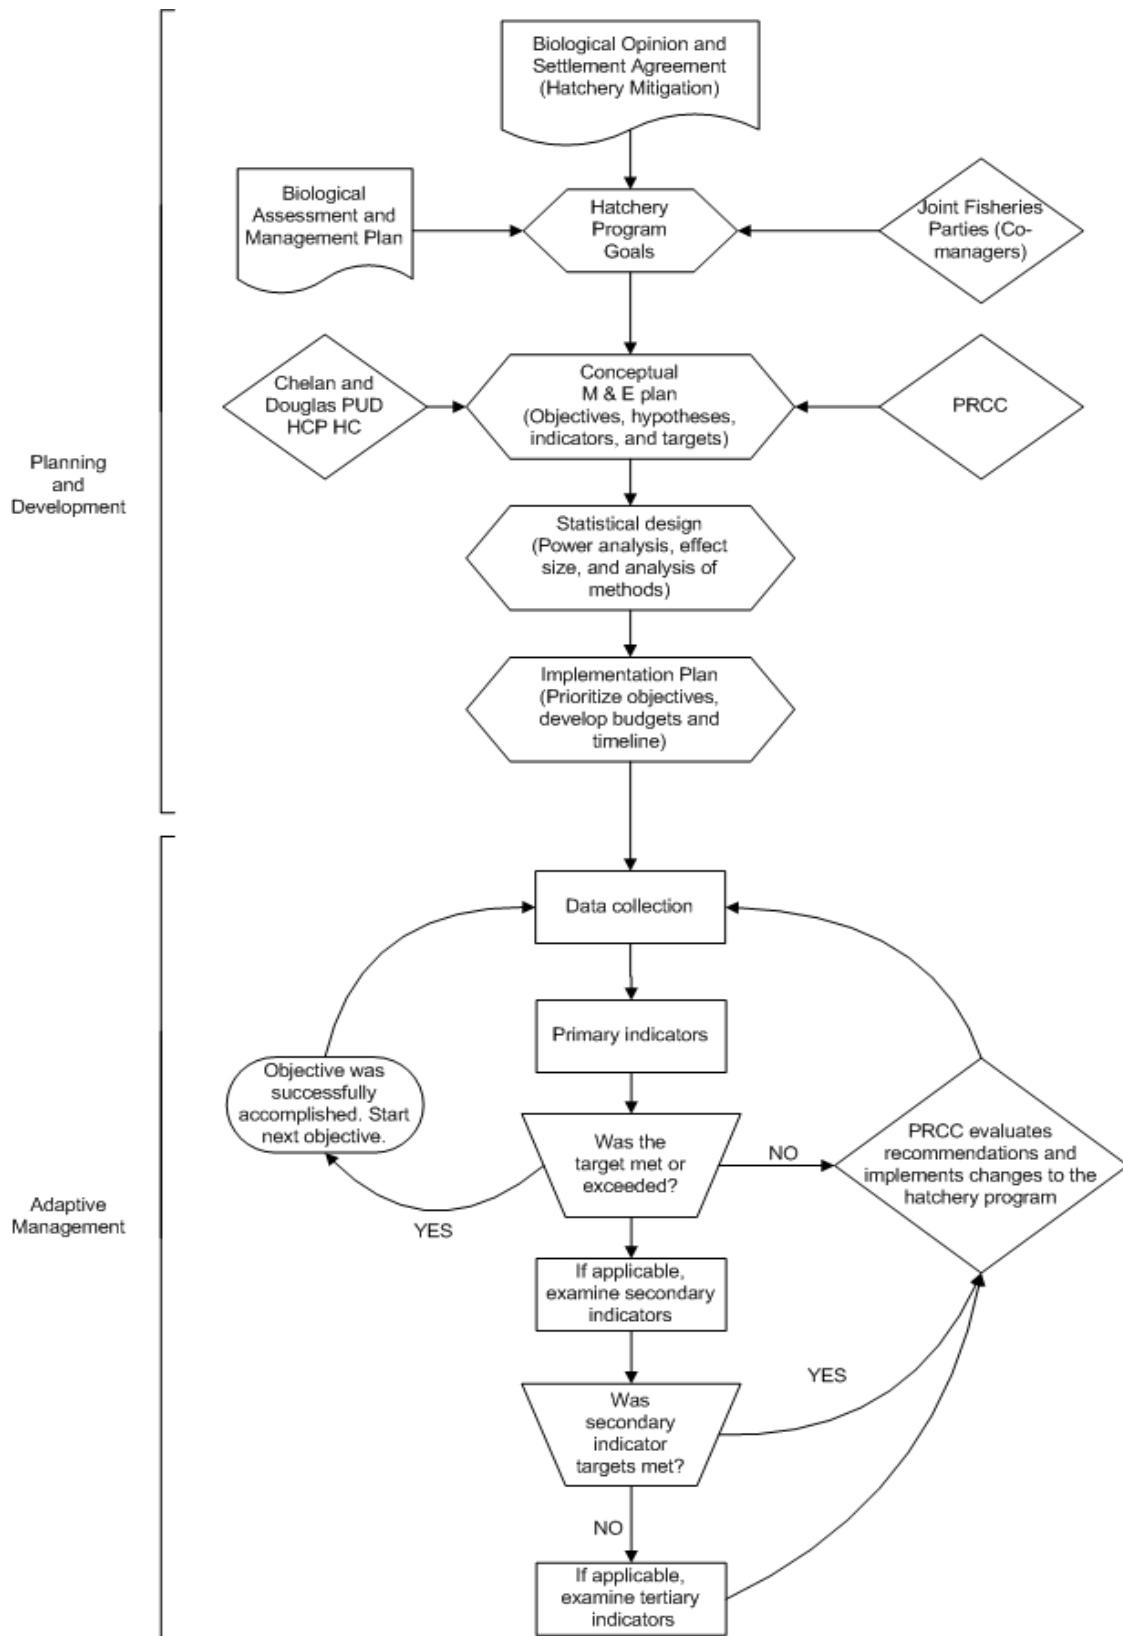 Biological Opinion and
Settlement Agreement
(Hatchery Mitigation)
Biological
Assessment and
Management Plan
Hatchery
Program
Goals
Joint Fisheries
Parties (Co-
managers)
Chelan and
Douglas PUD
HCP HC
Conceptual
M & E plan
(Objectives, hypotheses,
indicators, and targets)
PRCC
Planning
and
Development
Statistical design
(Power analysis, effect
size, and analysis of
methods)
Implementation Plan
(Prioritize objectives,
develop budgets and
timeline)
Data collection
Primary indicators
Objective was
successfully
accomplished. Start
next objective.
Was the
target met or
exceeded?
NO
PRCC evaluates
recommendations and
implements changes to the
hatchery program
YES
Adaptive
Management
If applicable,
examine secondary
indicators
YES
Was
secondary
indicator
targets met?
NO
If applicable,
examine tertiary
indicators